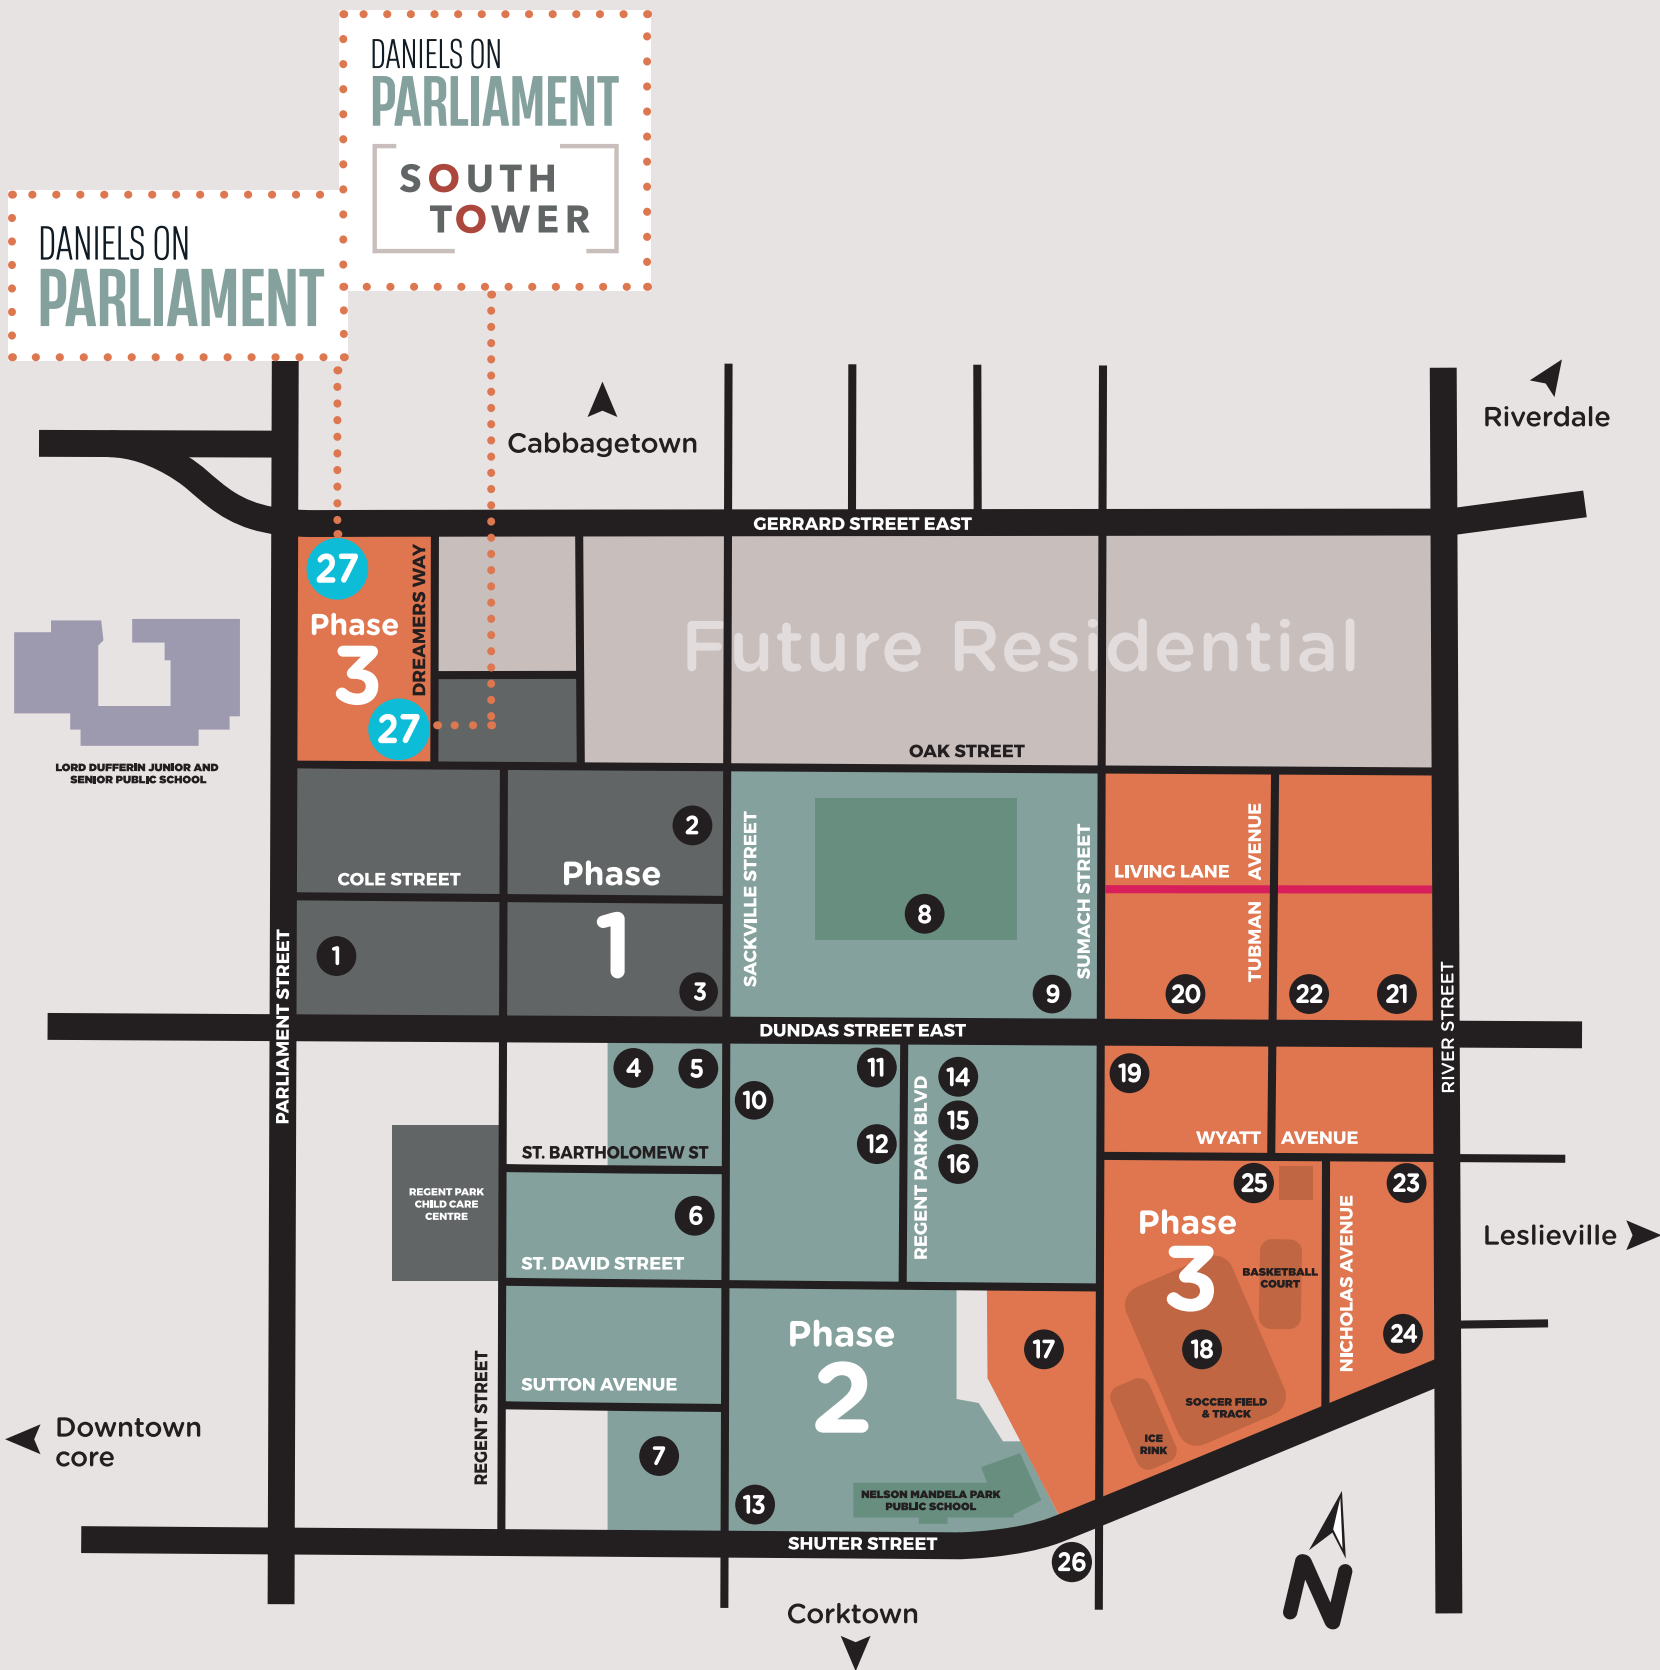 DANIELS ON
PARLIAMENT
SOUTH
TOWER
DANIELS ON
PARLIAMENT
Cabbagetown
Riverdale
GERRARD STREET EAST
27
Phase
3
27
DREAMERS WAY
Future Residential
OAK STREET
LORD DUFFERIN JUNIOR AND
SENIOR PUBLIC SCHOOL
2
COLE STREET
Phase
1
1
3
SACKVILLE STREET
8
9
SUMACH STREET
LIVING LANE
TUBMAN AVENUE
20
22
21
PARLIAMENT STREET
DUNDAS STREET EAST
RIVER STREET
4
5
10
11
12
REGENT PARK BLVD
14
15
16
19
WYATT AVENUE
ST. BARTHOLOMEW ST
REGENT PARK
CHILD CARE
CENTRE
6
ST. DAVID STREET
25
23
Phase
3
BASKETBALL
COURT
NICHOLAS AVENUE
24
Leslieville
Phase
2
17
18
SOCCER FIELD
& TRACK
ICE
RINK
SUTTON AVENUE
REGENT STREET
Downtown
core
7
13
NELSON MANDELA PARK
PUBLIC SCHOOL
SHUTER STREET
26
Corktown
N